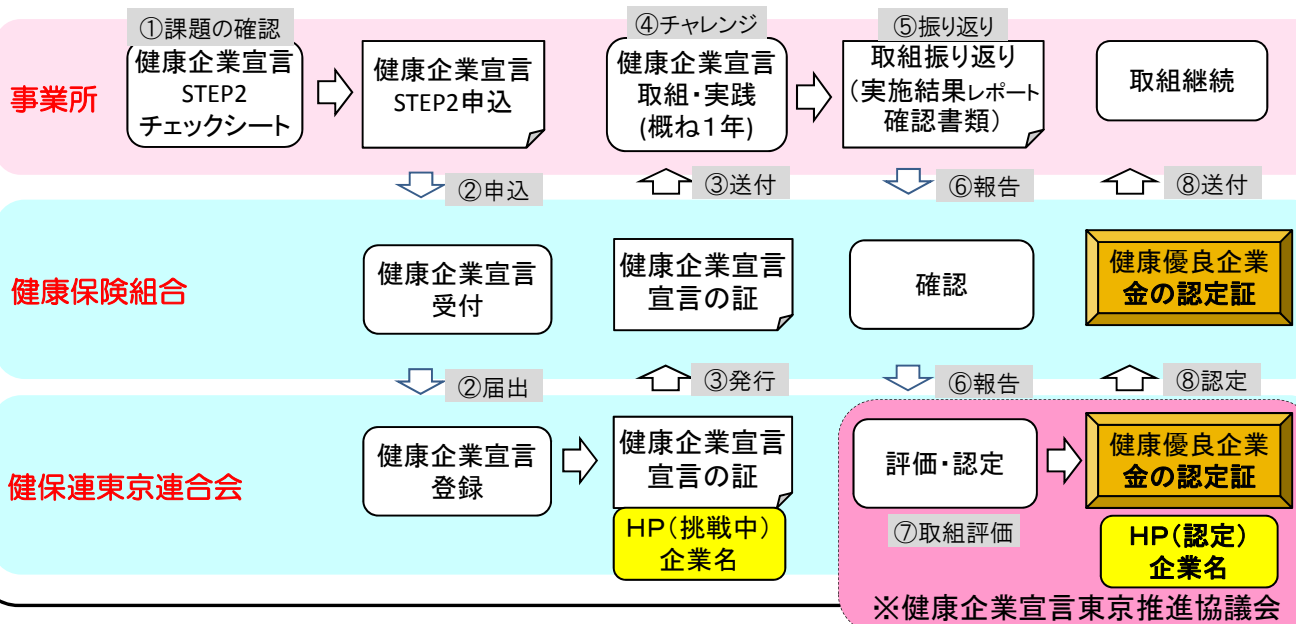 ①課題の確認
健康企業宣言
STEP2
チェックシート
健康企業宣言
STEP2申込
④チャレンジ
健康企業宣言
取組・実践
(概ね1年)
⑤振り返り
取組振り返り
(実施結果レポート
確認書類)
取組継続
事業所
②申込
③送付
⑥報告
⑧送付
健康保険組合
健康企業宣言
受付
健康企業宣言
宣言の証
確認
健康優良企業
金の認定証
②届出
③発行
⑥報告
⑧認定
健保連東京連合会
健康企業宣言
登録
健康企業宣言
宣言の証
HP(挑戦中)
企業名
評価・認定
⑦取組評価
健康優良企業
金の認定証
HP(認定)
企業名
※健康企業宣言東京推進協議会